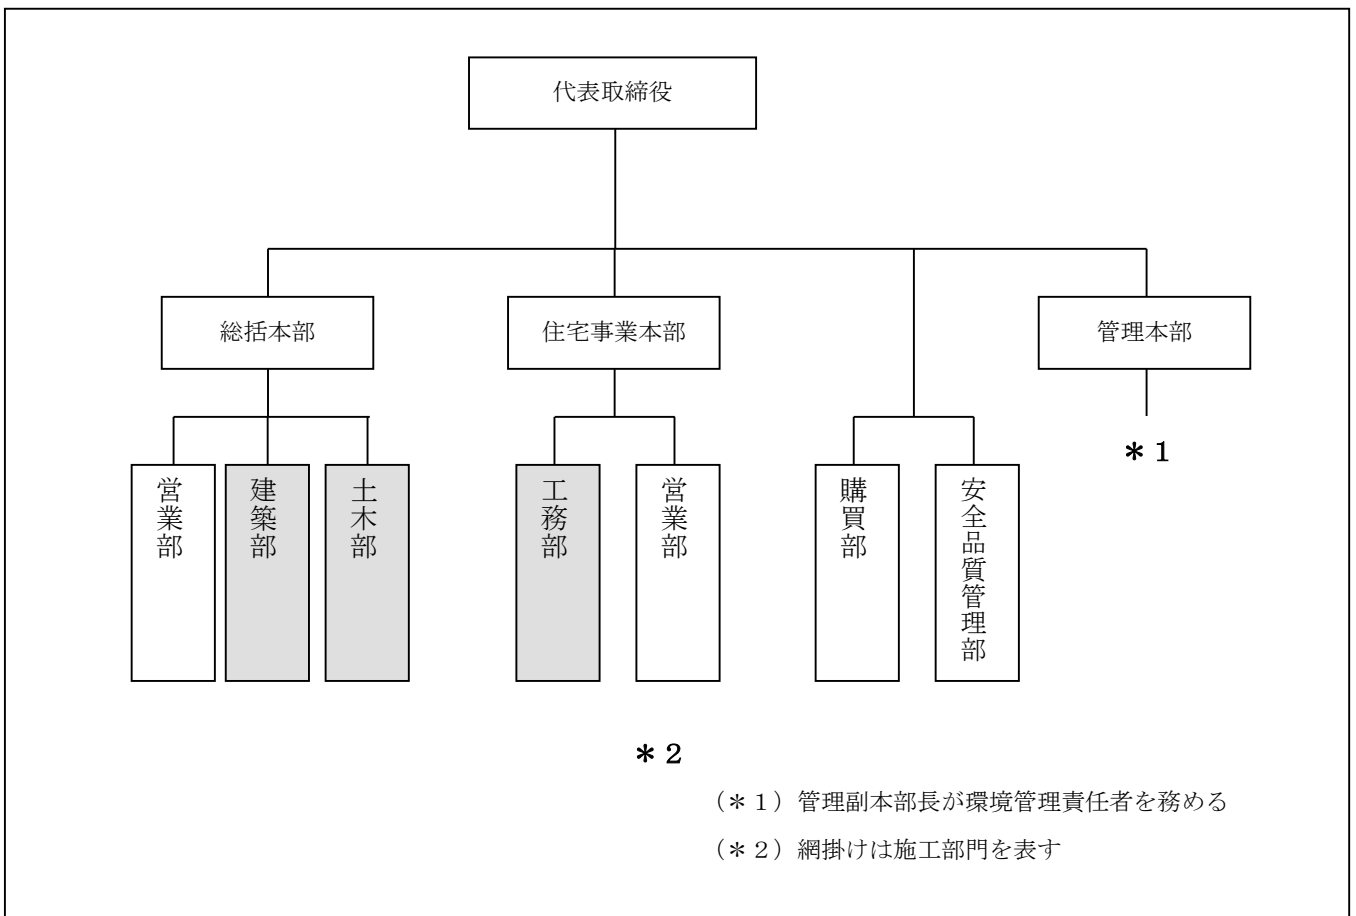 代表取締役
総括本部
住宅事業本部
管理本部
＊１
営業部
建築部
土木部
工務部
営業部
購買部
安全品質管理部
＊２
（＊１）管理副本部長が環境管理責任者を務める
（＊２）網掛けは施工部門を表す